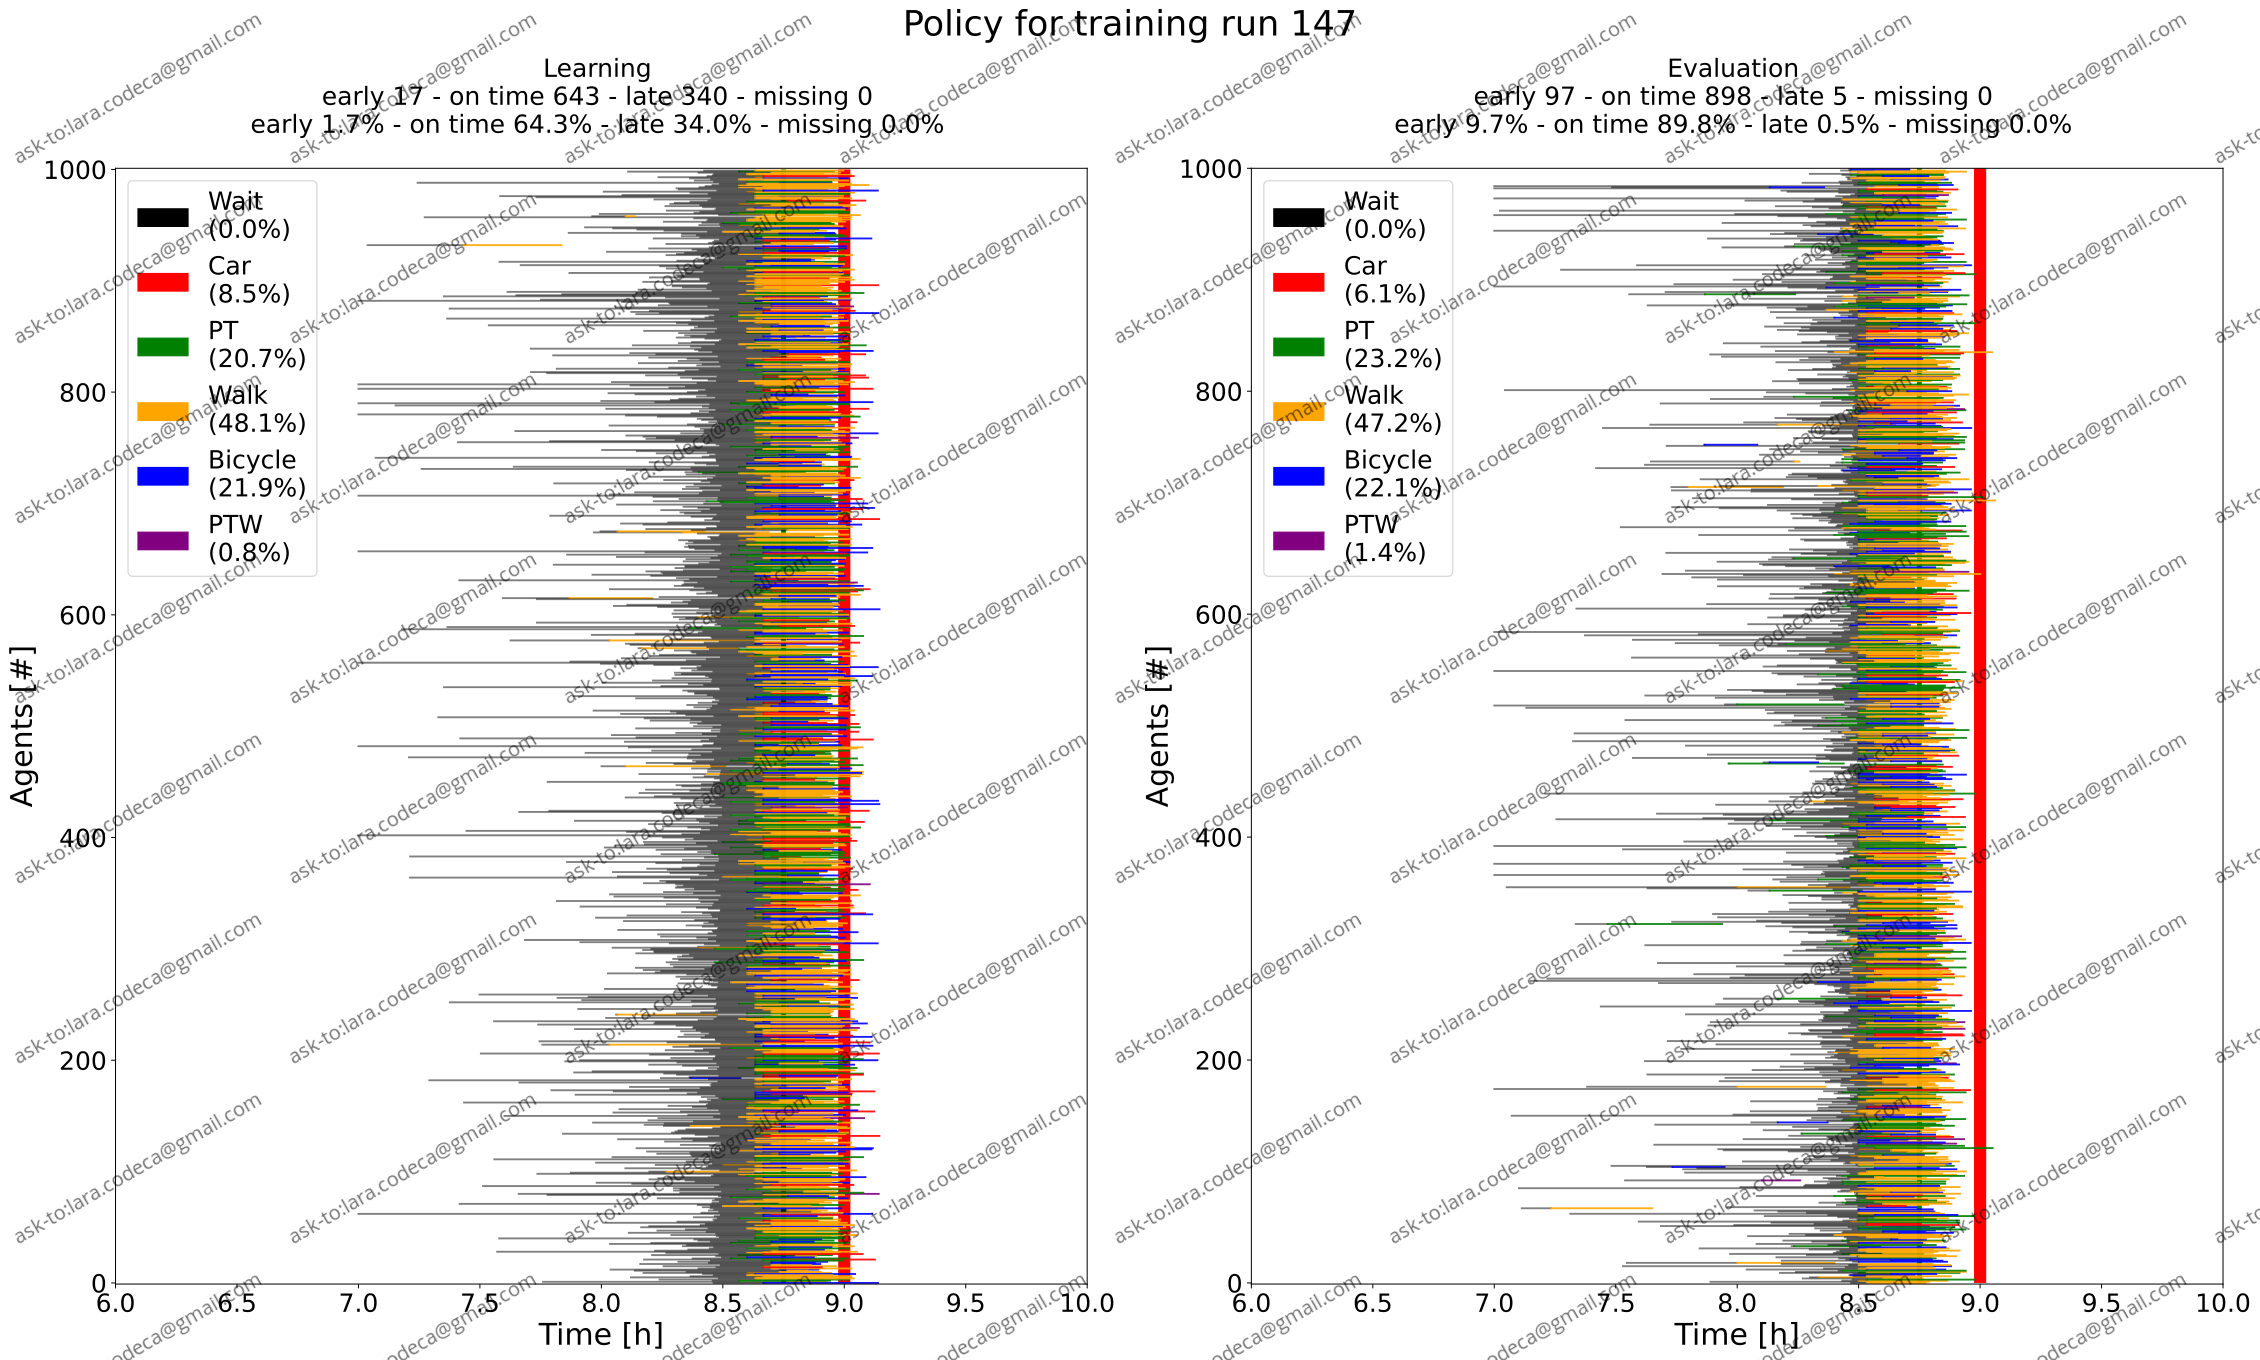 Policy for training run 147
Learning
early 17 - on time 643 - late 340 - missing 0
early 1.7% - on time 64.3% - late 34.0% - missing 0.0%
1000
800
600
400
200
0
Agents [#]
Wait
(0.0%)
Car
(8.5%)
PT
(20.7%)
Walk
(48.1%)
Bicycle
(21.9%)
PTW
(0.8%)
6.0 6.5 7.0 7.5 8.0 8.5 9.0 9.5 10.0
Time [h]
Evaluation
early 97 - on time 898 - late 5 - missing 0
early 9.7% - on time 89.8% - late 0.5% - missing 0.0%
1000
800
600
400
200
0
Agents [#]
Wait
(0.0%)
Car
(6.1%)
PT
(23.2%)
Walk
(47.2%)
Bicycle
(22.1%)
PTW
(1.4%)
6.0 6.5 7.0 7.5 8.0 8.5 9.0 9.5 10.0
Time [h]
ask-to:lara.codeca@gmail.com